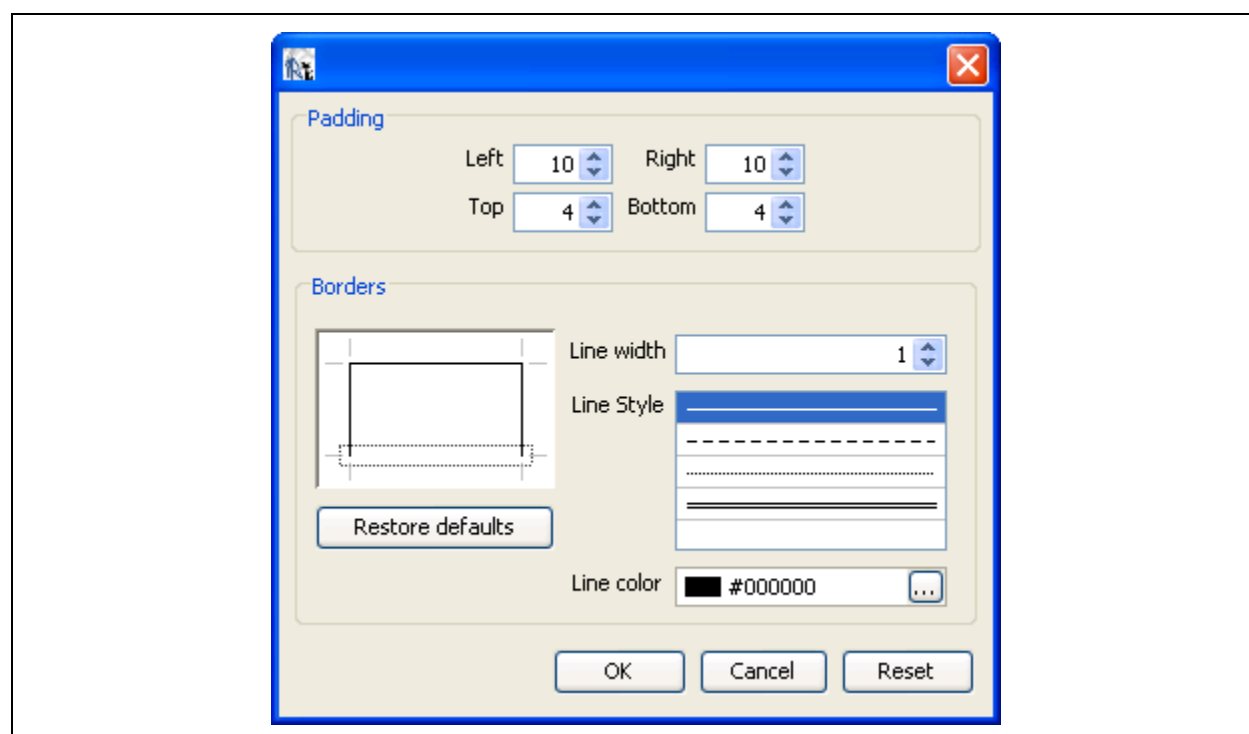 Padding
Left 10 Right 10
Top 4 Bottom 4
Borders
Line width 1
Line Style
Restore defaults
Line color #000000 ...
OK Cancel Reset